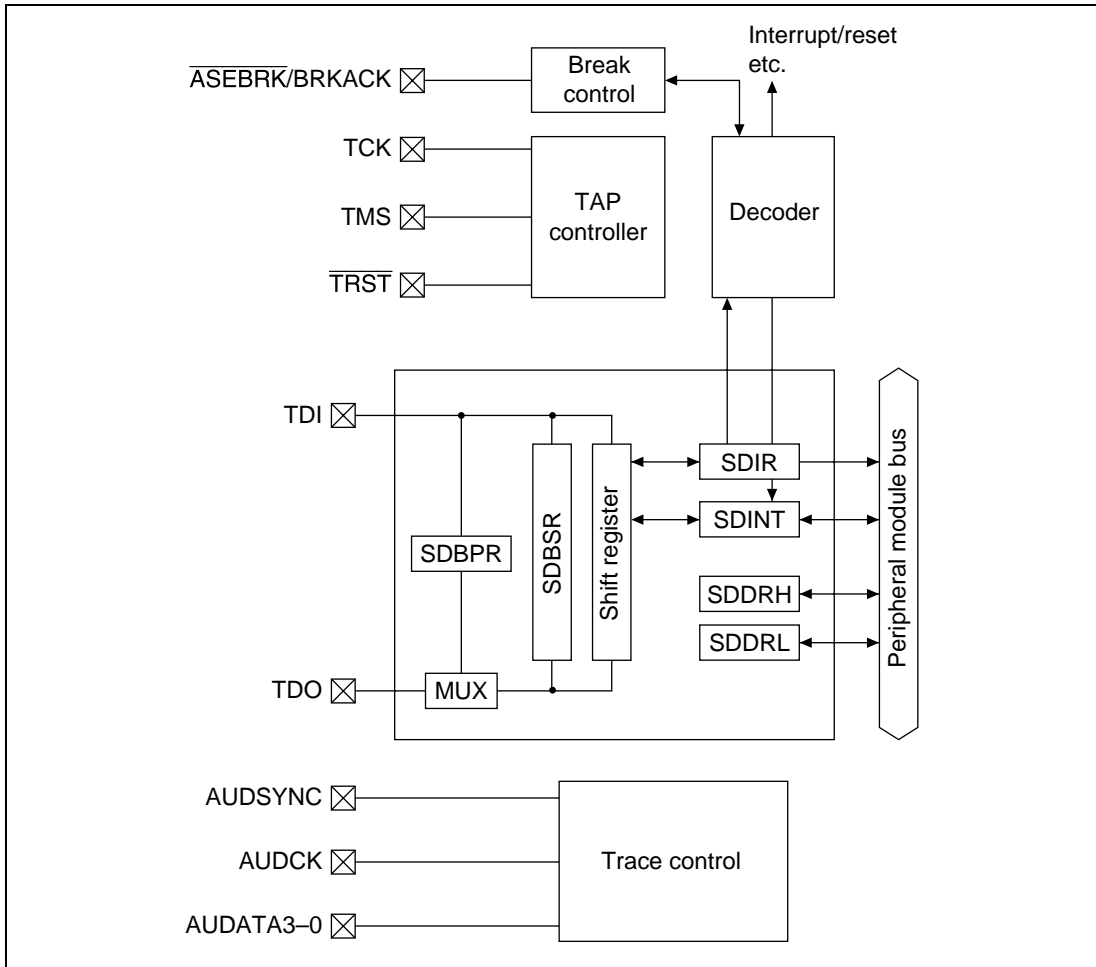 Interrupt/reset
etc.
ASEBRK/BRKACK
Break
control
TCK
TMS
TRST
TAP
controller
Decoder
TDI
TDO
SDBPR
MUX
SDBSR
Shift register
SDIR
SDINT
SDDRH
SDDRL
Peripheral module bus
AUDSYNC
AUDCK
AUDATA3–0
Trace control